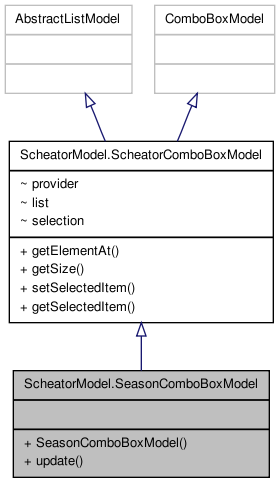 AbstractListModel
ComboBoxModel
ScheatorModel.ScheatorComboBoxModel
~ provider
~ list
~ selection
+ getElementAt()
+ getSize()
+ setSelectedItem()
+ getSelectedItem()
ScheatorModel.SeasonComboBoxModel
+ SeasonComboBoxModel()
+ update()